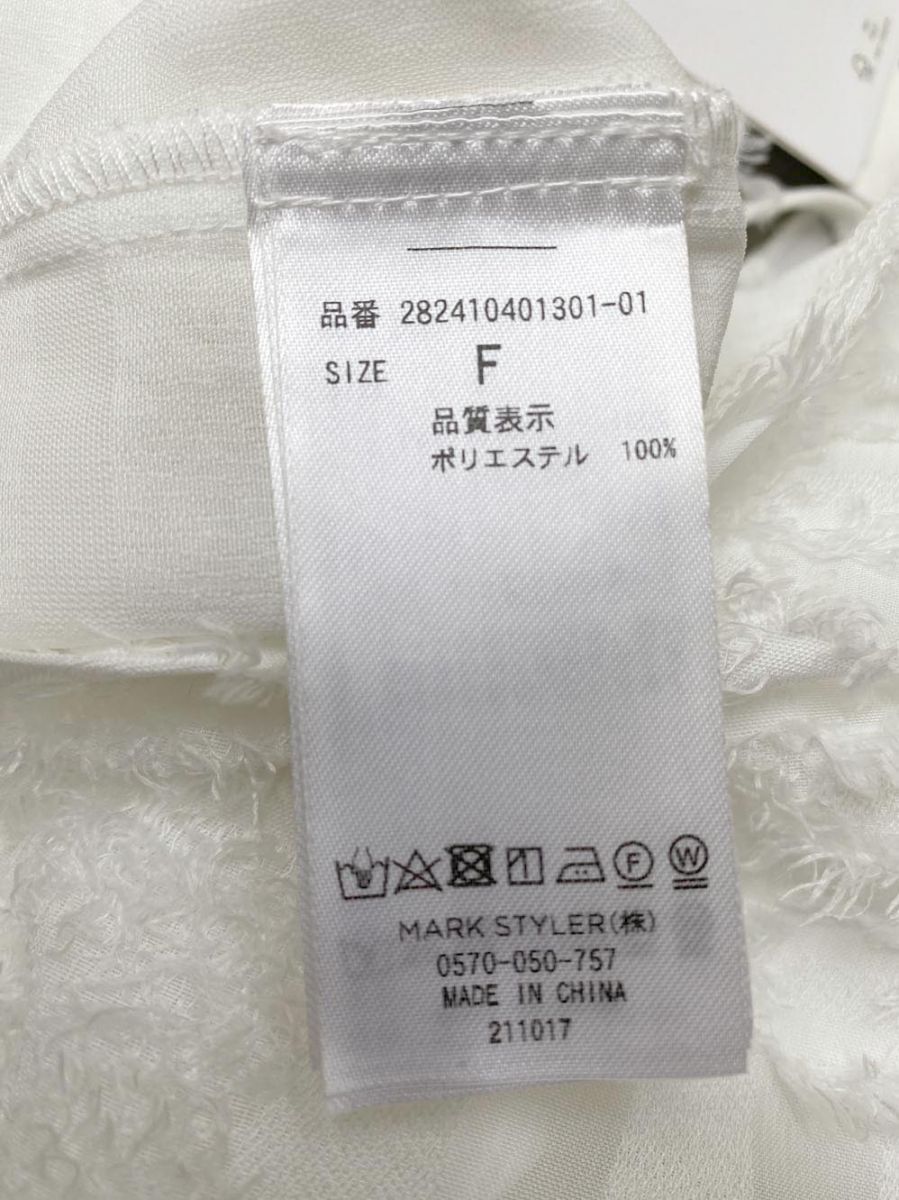 品番 282410401301-01
SIZE F
品質表示
ポリエステル 100%
F W
MARK STYLER(株)
0570-050-757
MADE IN CHINA
211017